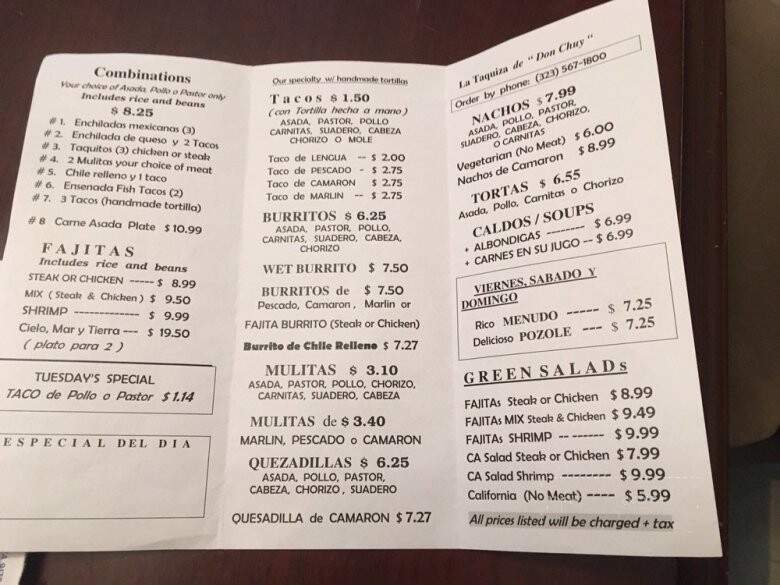 Combinations
Your choice of Asada, Pollo o Pastor only
Includes rice and beans
$ 8.25
# 1. Enchiladas mexicanas (3)
# 2. Enchilada de queso y 2 Tacos
# 3. Taquitos (3) chicken or steak
# 4. 2 Mulitas your choice of meat
# 5. Chile relleno y 1 taco
# 6. Ensenada Fish Tacos (2)
# 7. 3 Tacos (handmade tortilla)
# 8 Carne Asada Plate $ 10.99
FAJITAS
Includes rice and beans
STEAK OR CHICKEN ----- $ 8.99
MIX ( Steak & Chicken ) $ 9.50
SHRIMP ------------- $ 9.99
Cielo, Mar y Tierra --- $ 19.50
( plato para 2 )
TUESDAY'S SPECIAL
TACO de Pollo o Pastor $ 1.14
ESPECIAL DEL DIA
Our specialty w/ handmade tortillas
Tacos $ 1.50
(con Tortilla hecha a mano)
ASADA, PASTOR, POLLO
CARNITAS, SUADERO, CABEZA
CHORIZO O MOLE
Taco de LENGUA -- $ 2.00
Taco de PESCADO - $ 2.75
Taco de CAMARON $ 2.75
Taco de MARLIN -- $ 2.75
BURRITOS $ 6.25
ASADA, PASTOR, POLLO,
CARNITAS, SUADERO, CABEZA,
CHORIZO
WET BURRITO $ 7.50
BURRITOS de $ 7.50
Pescado, Camaron, Marlin or
FAJITA BURRITO (Steak or Chicken)
Burrito de Chile Relleno $ 7.27
MULITAS $ 3.10
ASADA, PASTOR, POLLO, CHORIZO,
CARNITAS, SUADERO, CABEZA
MULITAS de $ 3.40
MARLIN, PESCADO o CAMARON
QUEZADILLAS $ 6.25
ASADA, POLLO, PASTOR,
CABEZA, CHORIZO, SUADERO
QUESADILLA de CAMARON $ 7.27
La Taquiza de "Don Chuy"
Order by phone: (323) 567-1800
NACHOS $ 7.99
ASADA, POLLO, PASTOR,
SUADERO, CABEZA, CHORIZO,
O CARNITAS
Vegetarian (No Meat) $ 6.00
Nachos de Camaron $ 8.99
TORTAS $ 6.55
Asada, Pollo, Carnitas o Chorizo
CALDOS / SOUPS
+ ALBONDIGAS -------- $ 6.99
+ CARNES EN SU JUGO -- $ 6.99
VIERNES, SABADO Y
DOMINGO
Rico MENUDO ----- $ 7.25
Delicioso POZOLE --- $ 7.25
GREEN SALADs
FAJITAs Steak or Chicken $ 8.99
FAJITAs MIX Steak & Chicken $ 9.49
FAJITAs SHRIMP -- ------ $ 9.99
CA Salad Steak or Chicken $ 7.99
CA Salad Shrimp -------- $ 9.99
California (No Meat) ---- $ 5.99
All prices listed will be charged + tax